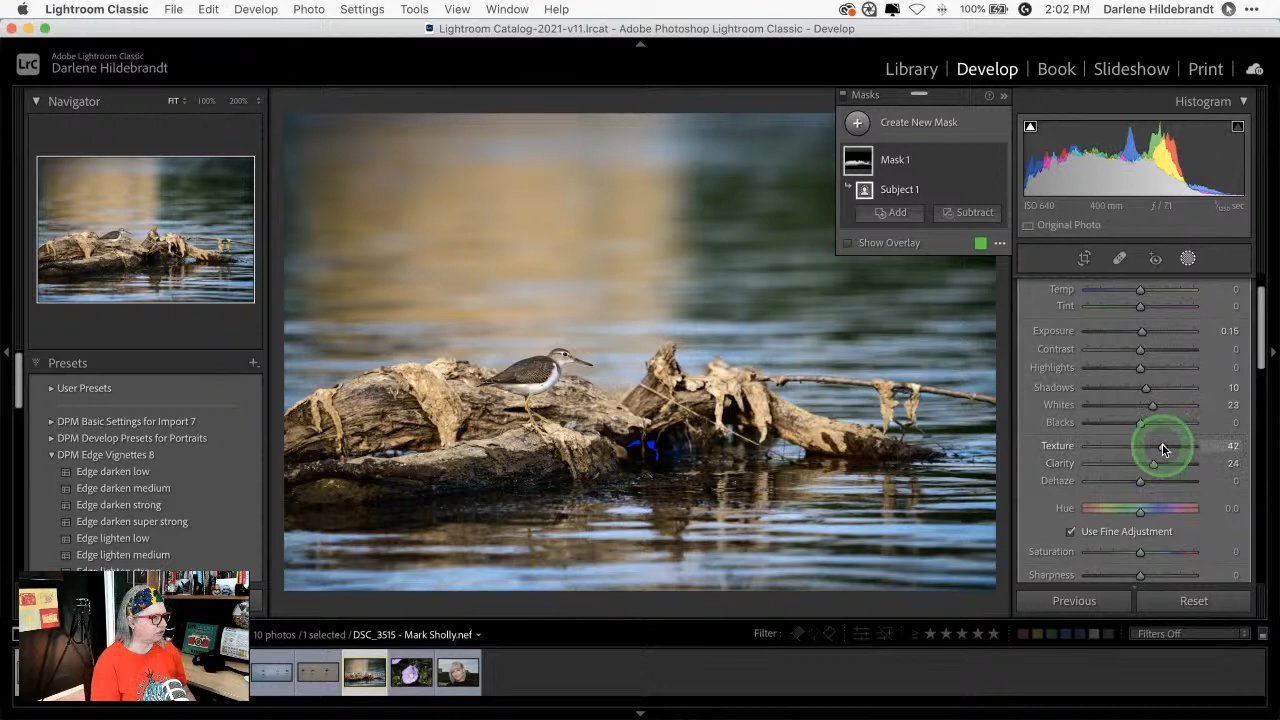 Lightroom Classic File Edit Develop Photo Settings Tools View Window Help 100% 2:02 PM Darlene Hildebrandt
Lightroom Catalog-2021-v11.lrcat - Adobe Photoshop Lightroom Classic - Develop
LrC Adobe Lightroom Classic
Darlene Hildebrandt
Library Develop Book Slideshow Print
Navigator FIT 100% 200%
Presets
User Presets
DPM Basic Settings for Import 7
DPM Develop Presets for Portraits
DPM Edge Vignettes 8
Edge darken low
Edge darken medium
Edge darken strong
Edge darken super strong
Edge lighten low
Edge lighten medium
Masks
Create New Mask
Mask 1
Subject 1
Add Subtract
Show Overlay
Histogram
ISO 640 400 mm
Original Photo
Temp 0
Tint 0
Exposure 0.15
Contrast 0
Highlights 0
Shadows 10
Whites 23
Blacks 0
Texture 42
Clarity 24
Dehaze 0
Hue 0.0
Use Fine Adjustment
Saturation 0
Sharpness 0
Previous Reset
10 photos / 1 selected / DSC_3515 - Mark Sholly.nef
Filter : Filters Off